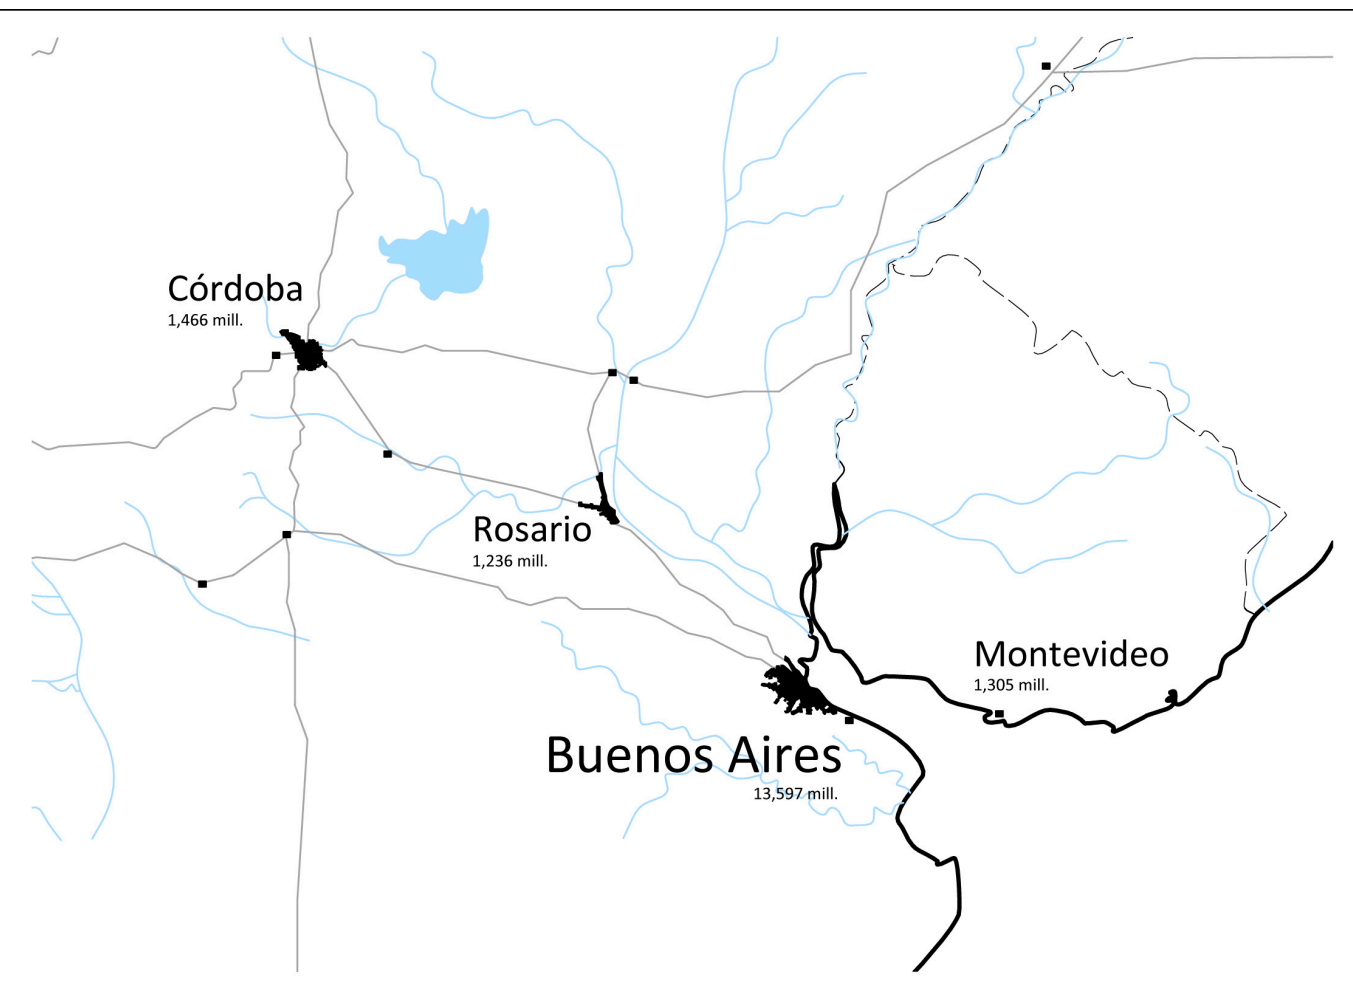 Córdoba
1,466 mill.
Rosario
1,236 mill.
Montevideo
1,305 mill.
Buenos Aires
13,597 mill.